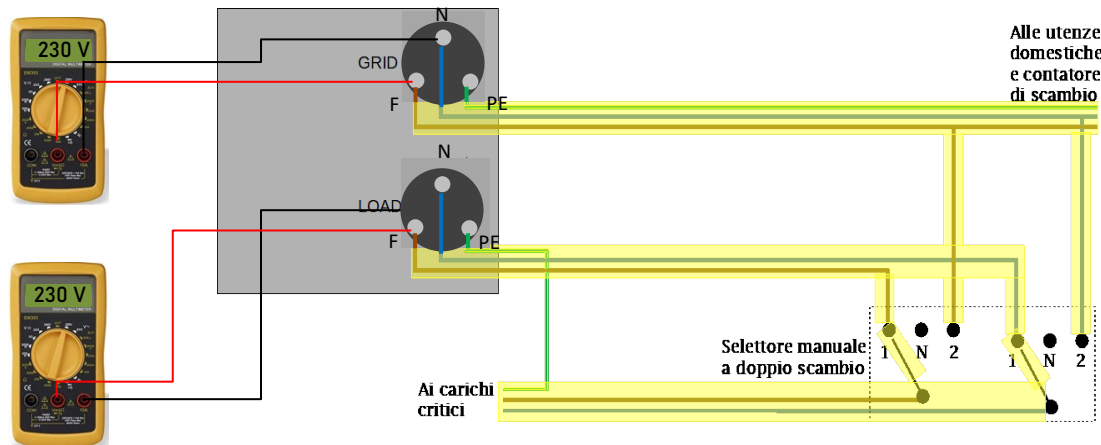 230 V
N
GRID
F
PE
Alle utenze
domestiche
e contatore
di scambio
N
LOAD
F
PE
230 V
Selettore manuale
a doppio scambio
1 N 2
1 N 2
Ai carichi
critici